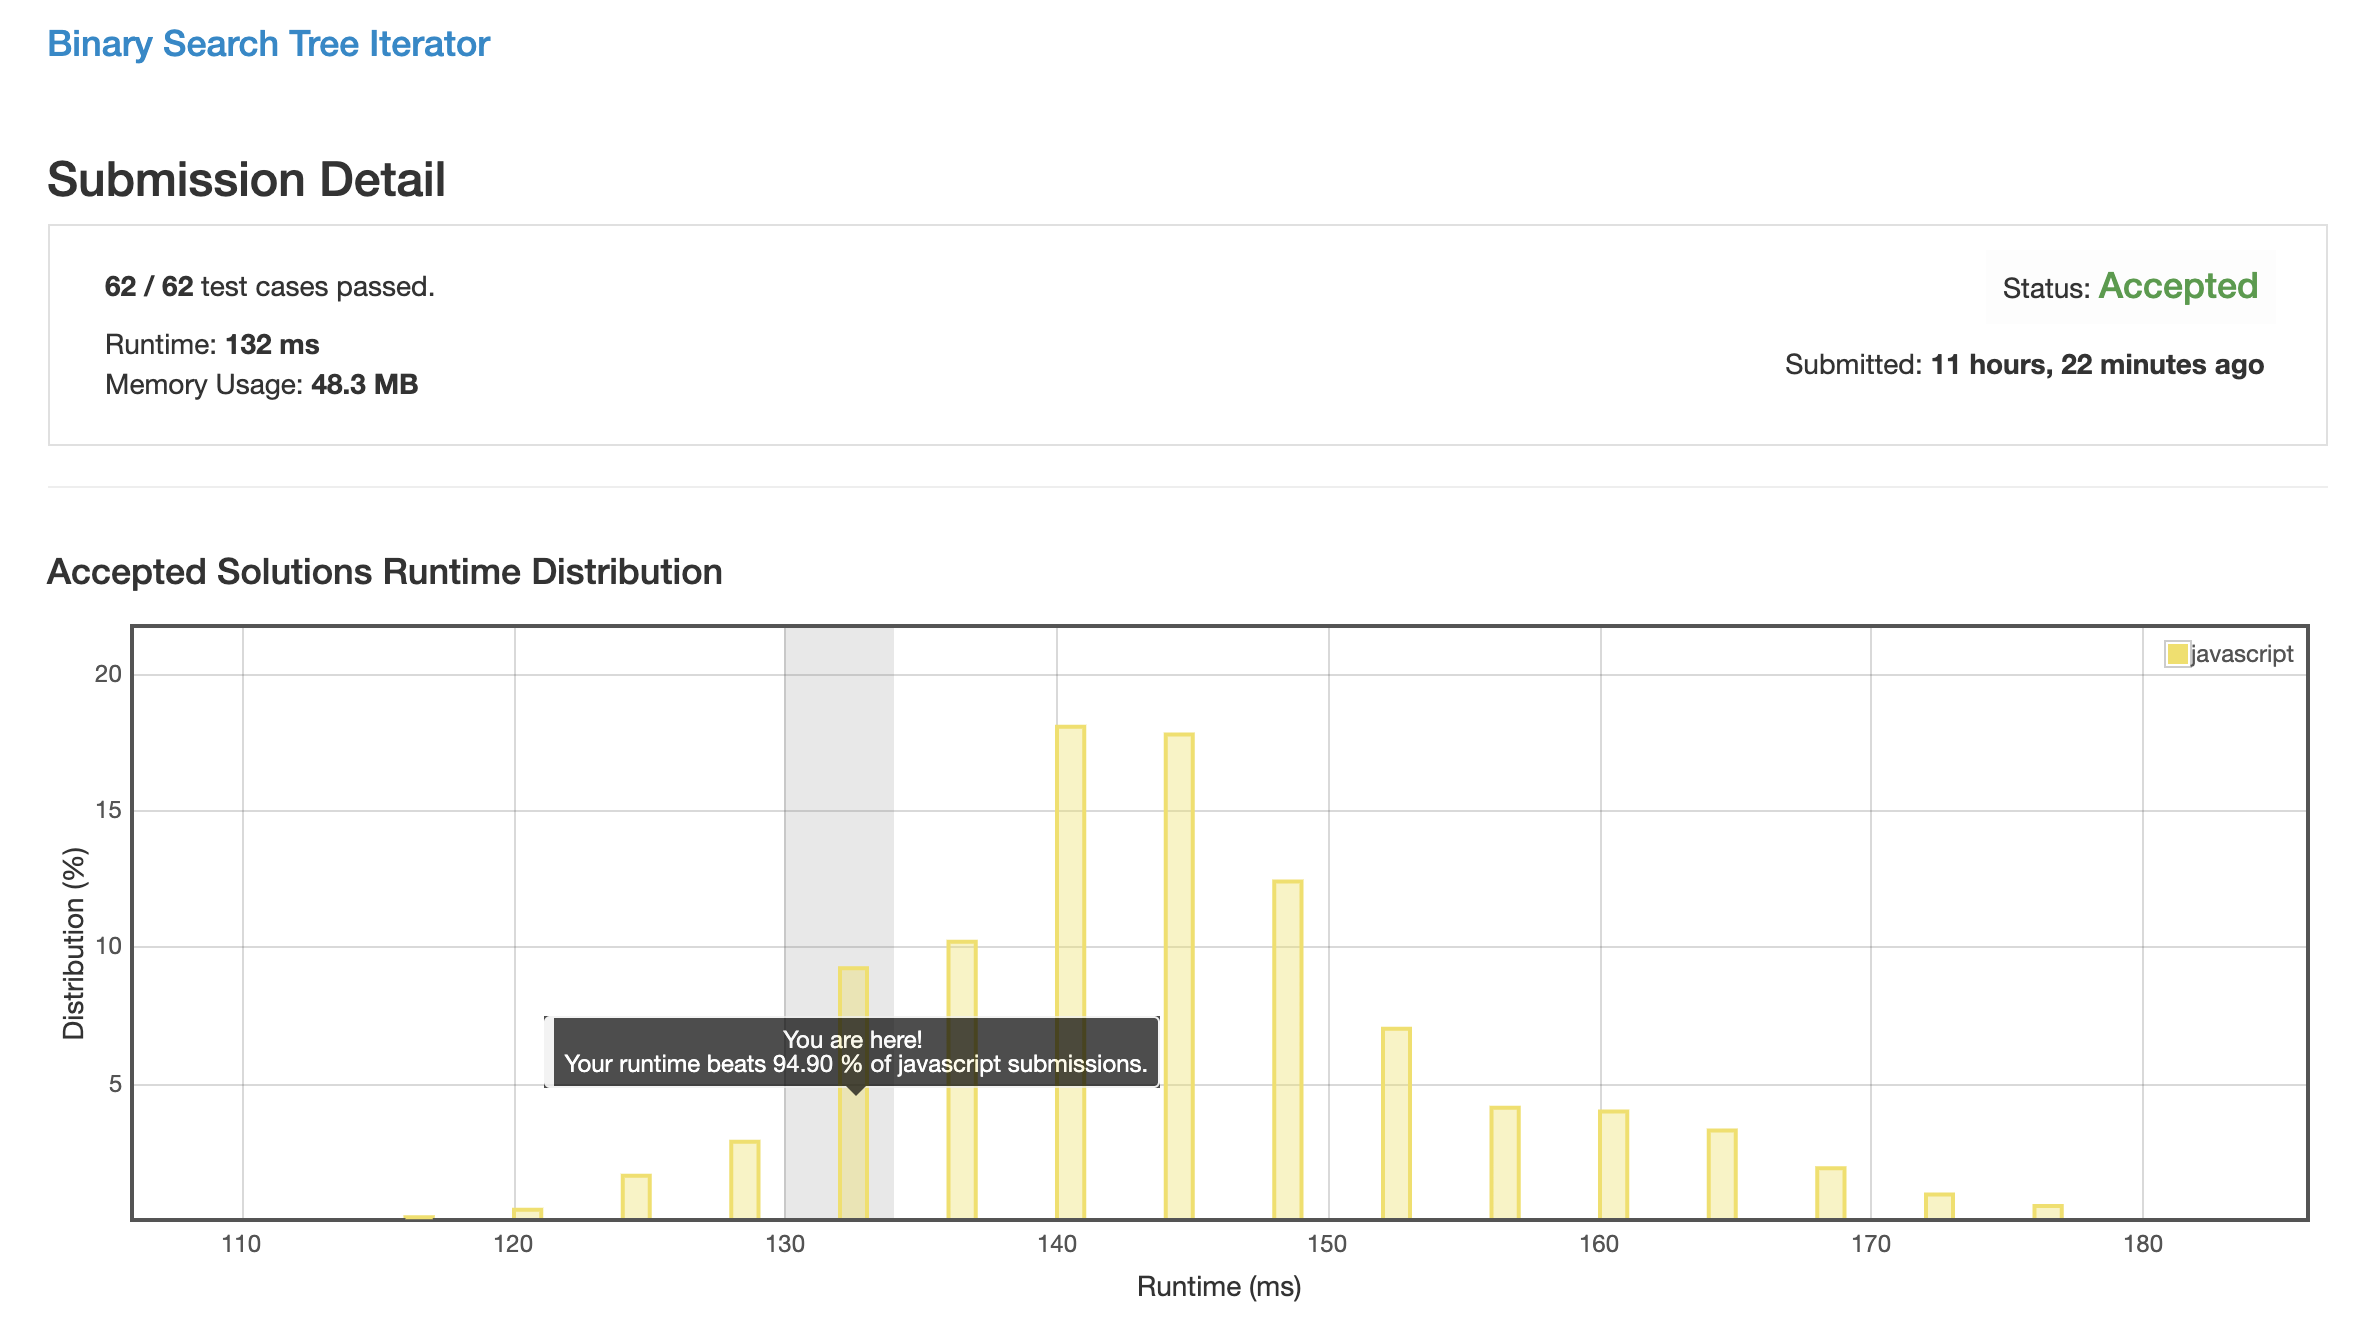 Binary Search Tree Iterator
Submission Detail
62 / 62 test cases passed.
Status: Accepted
Runtime: 132 ms
Memory Usage: 48.3 MB
Submitted: 11 hours, 22 minutes ago
Accepted Solutions Runtime Distribution
javascript
20
15
10
5
Distribution (%)
You are here!
Your runtime beats 94.90 % of javascript submissions.
110 120 130 140 150 160 170 180
Runtime (ms)